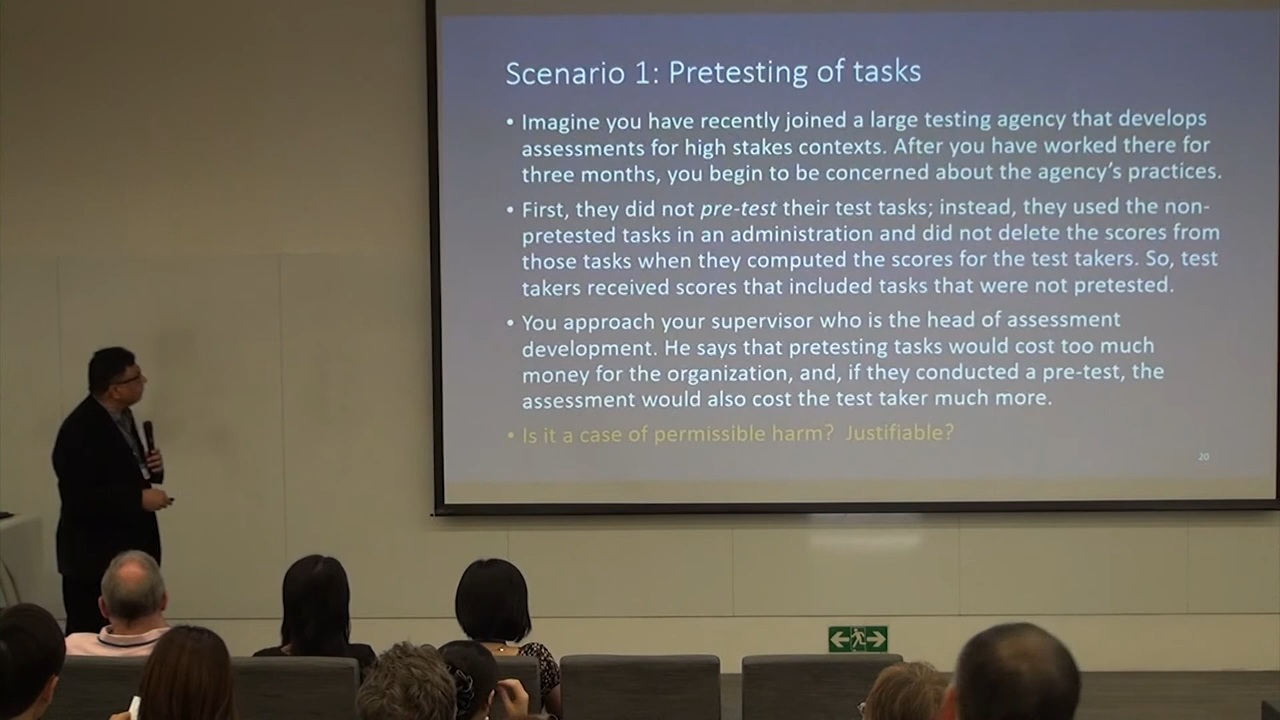 Scenario 1: Pretesting of tasks
• Imagine you have recently joined a large testing agency that develops
assessments for high stakes contexts. After you have worked there for
three months, you begin to be concerned about the agency's practices.
• First, they did not pre-test their test tasks; instead, they used the non-
pretested tasks in an administration and did not delete the scores from
those tasks when they computed the scores for the test takers. So, test
takers received scores that included tasks that were not pretested.
• You approach your supervisor who is the head of assessment
development. He says that pretesting tasks would cost too much
money for the organization, and, if they conducted a pre-test, the
assessment would also cost the test taker much more.
• Is it a case of permissible harm? Justifiable?
20